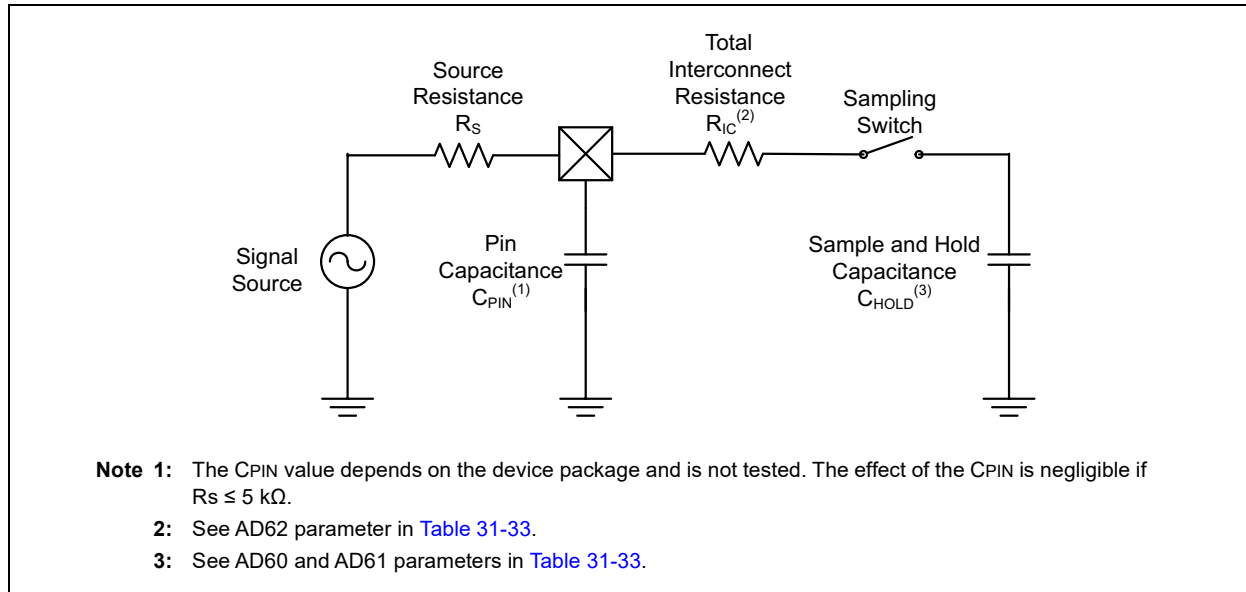 Source
Resistance
RS
Total
Interconnect
Resistance
RIC(2)
Sampling
Switch
Signal
Source
Pin
Capacitance
CPIN(1)
Sample and Hold
Capacitance
CHOLD(3)
Note 1: The CPIN value depends on the device package and is not tested. The effect of the CPIN is negligible if
Rs ≤ 5 kΩ.
2: See AD62 parameter in Table 31-33.
3: See AD60 and AD61 parameters in Table 31-33.